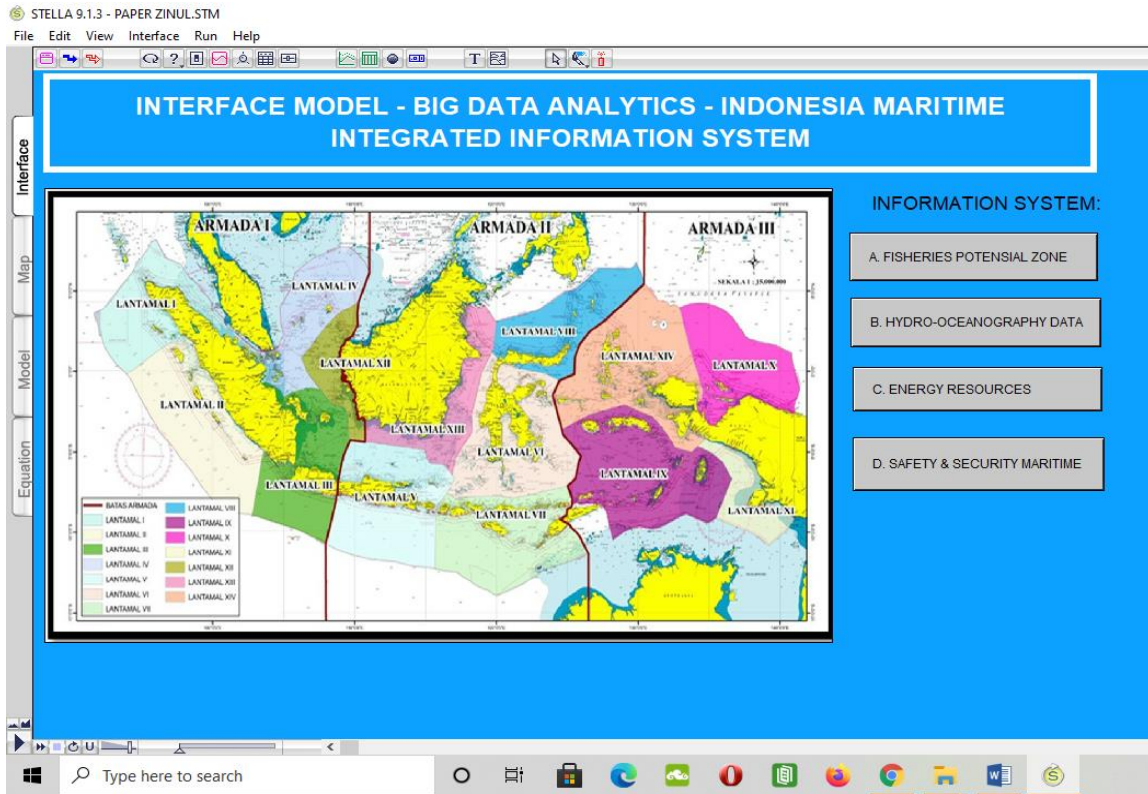 STELLA 9.1.3 - PAPER ZINUL.STM
File Edit View Interface Run Help
INTERFACE MODEL - BIG DATA ANALYTICS - INDONESIA MARITIME
INTEGRATED INFORMATION SYSTEM
Interface
Map
Model
Equation
ARMADA I
ARMADA II
ARMADA III
SEKALA 1 : 15.000.000
LANTAMAL I
LANTAMAL IV
LANTAMAL VIII
LANTAMAL XIV
LANTAMAL XII
LANTAMAL X
LANTAMAL II
LANTAMAL XIII
LANTAMAL VI
LANTAMAL IX
LANTAMAL III
LANTAMAL V
LANTAMAL VII
LANTAMAL XI
BATAS ARMADA
LANTAMAL I
LANTAMAL II
LANTAMAL III
LANTAMAL IV
LANTAMAL V
LANTAMAL VI
LANTAMAL VII
LANTAMAL VIII
LANTAMAL IX
LANTAMAL X
LANTAMAL XI
LANTAMAL XII
LANTAMAL XIII
LANTAMAL XIV
INFORMATION SYSTEM:
A. FISHERIES POTENSIAL ZONE
B. HYDRO-OCEANOGRAPHY DATA
C. ENERGY RESOURCES
D. SAFETY & SECURITY MARITIME
U
Type here to search